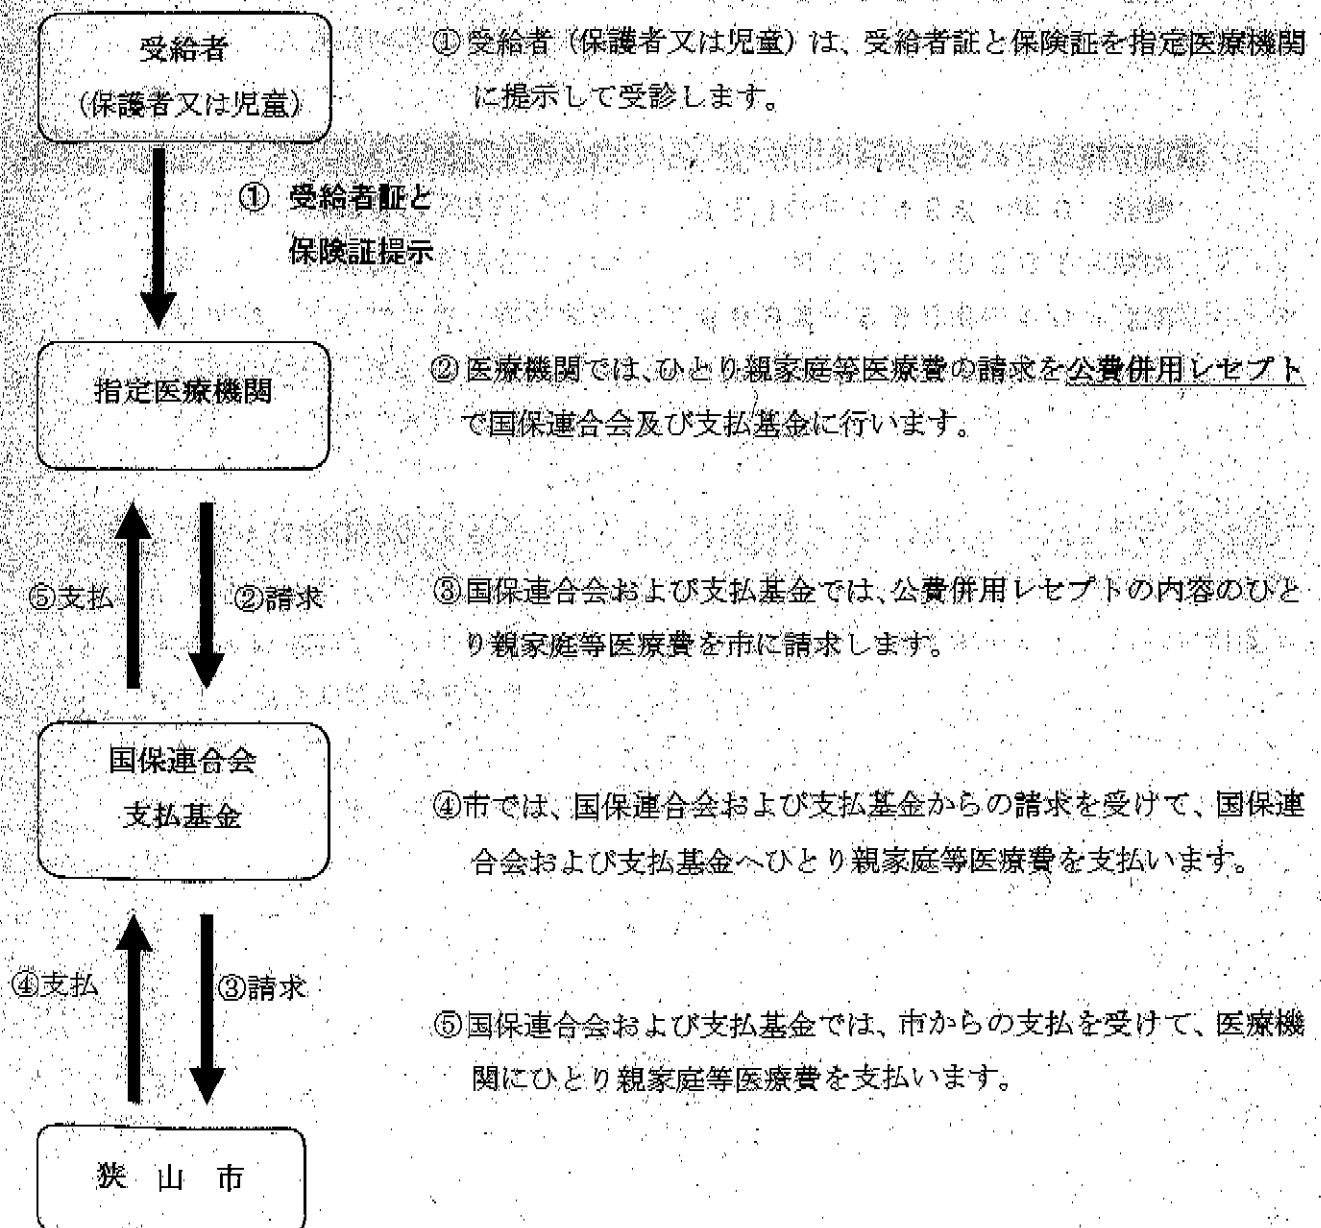 受給者
(保護者又は児童)
①受給者(保護者又は児童)は、受給者証と保険証を指定医療機関
に提示して受診します。
① 受給者証と
保険証提示
指定医療機関
②医療機関では、ひとり親家庭等医療費の請求を公費併用レセプト
で国保連合会及び支払基金に行います。
⑤支払
②請求
③国保連合会および支払基金では、公費併用レセプトの内容のひと
り親家庭等医療費を市に請求します。
国保連合会
支払基金
④市では、国保連合会および支払基金からの請求を受けて、国保連
合会および支払基金へひとり親家庭等医療費を支払います。
④支払
③請求
⑤国保連合会および支払基金では、市からの支払を受けて、医療機
関にひとり親家庭等医療費を支払います。
狭 山 市